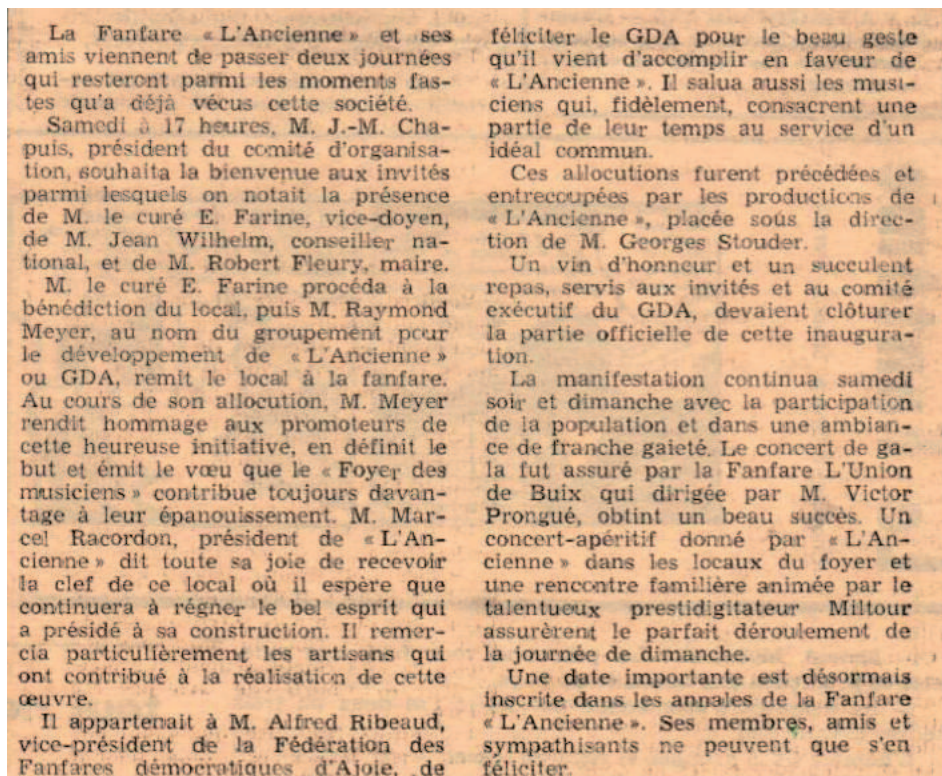 La Fanfare « L'Ancienne » et ses
amis viennent de passer deux journées
qui resteront parmi les moments fas-
tes qu'a déjà vécus cette société.
Samedi à 17 heures, M. J.-M. Cha-
puis, président du comité d'organisa-
tion, souhaita la bienvenue aux invités
parmi lesquels on notait la présence
de M. le curé E. Farine, vice-doyen,
de M. Jean Wilhelm, conseiller na-
tional, et de M. Robert Fleury, maire.
M. le curé E. Farine procéda à la
bénédiction du local, puis M. Raymond
Meyer, au nom du groupement pour
le développement de « L'Ancienne »
ou GDA, remit le local à la fanfare.
Au cours de son allocution, M. Meyer
rendit hommage aux promoteurs de
cette heureuse initiative, en définit le
but et émit le vœu que le « Foyer des
musiciens » contribue toujours davan-
tage à leur épanouissement. M. Mar-
cel Racordon, président de « L'An-
cienne » dit toute sa joie de recevoir
la clef de ce local où il espère que
continuera à régner le bel esprit qui
a présidé à sa construction. Il remer-
cia particulièrement les artisans qui
ont contribué à la réalisation de cette
œuvre.
Il appartenait à M. Alfred Ribeaud,
vice-président de la Fédération des
Fanfares démocratiques d'Ajoie, de
féliciter le GDA pour le beau geste
qu'il vient d'accomplir en faveur de
« L'Ancienne ». Il salua aussi les musi-
ciens qui, fidèlement, consacrent une
partie de leur temps au service d'un
idéal commun.
Ces allocutions furent précédées et
entrecoupées par les productions de
« L'Ancienne », placée sous la direc-
tion de M. Georges Stouder.
Un vin d'honneur et un succulent
repas, servis aux invités et au comité
exécutif du GDA, devaient clôturer
la partie officielle de cette inaugura-
tion.
La manifestation continua samedi
soir et dimanche avec la participation
de la population et dans une ambian-
ce de franche gaieté. Le concert de ga-
la fut assuré par la Fanfare L'Union
de Buix qui dirigée par M. Victor
Prongué, obtint un beau succès. Un
concert-apéritif donné par « L'An-
cienne » dans les locaux du foyer et
une rencontre familière animée par le
talentueux prestidigitateur Miltour
assurèrent le parfait déroulement de
la journée de dimanche.
Une date importante est désormais
inscrite dans les annales de la Fanfare
« L'Ancienne ». Ses membres, amis et
sympathisants ne peuvent que s'en
féliciter.